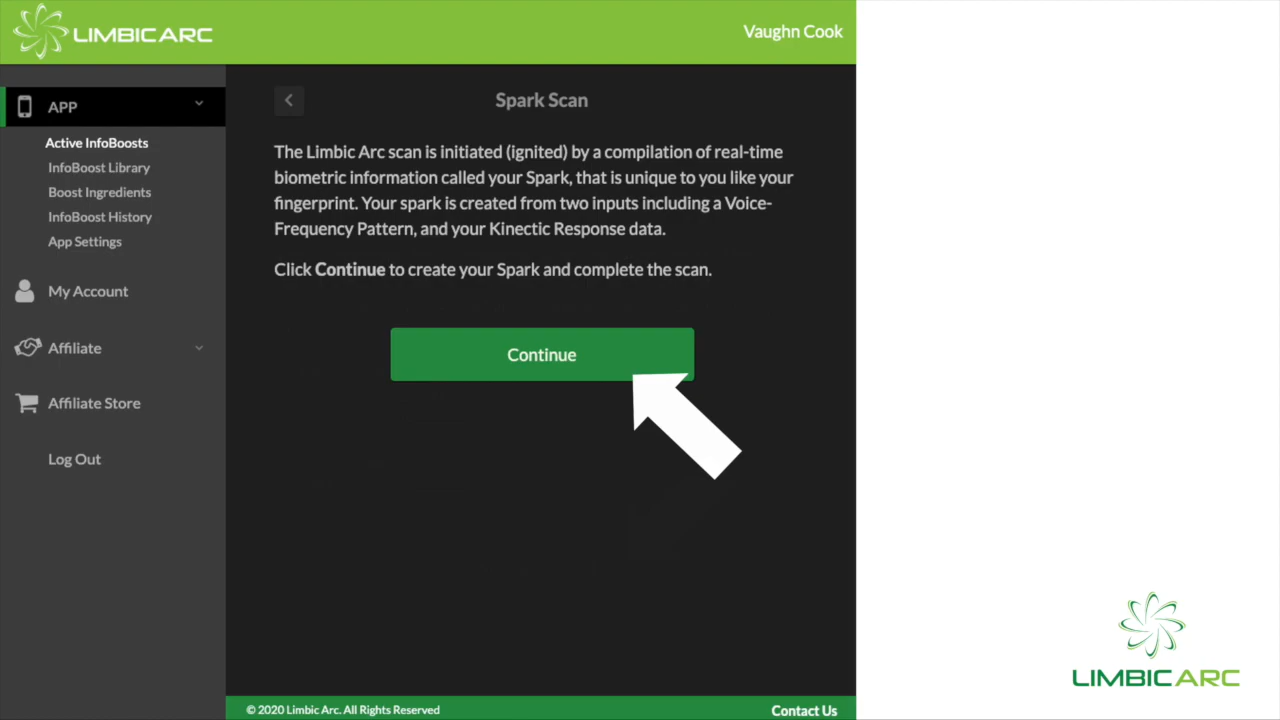 LIMBIC ARC
Vaughn Cook
APP
Active InfoBoosts
InfoBoost Library
Boost Ingredients
InfoBoost History
App Settings
My Account
Affiliate
Affiliate Store
Log Out
Spark Scan
The Limbic Arc scan is initiated (ignited) by a compilation of real-time
biometric information called your Spark, that is unique to you like your
fingerprint. Your spark is created from two inputs including a Voice-
Frequency Pattern, and your Kinectic Response data.
Click Continue to create your Spark and complete the scan.
Continue
© 2020 Limbic Arc. All Rights Reserved
Contact Us
LIMBIC ARC